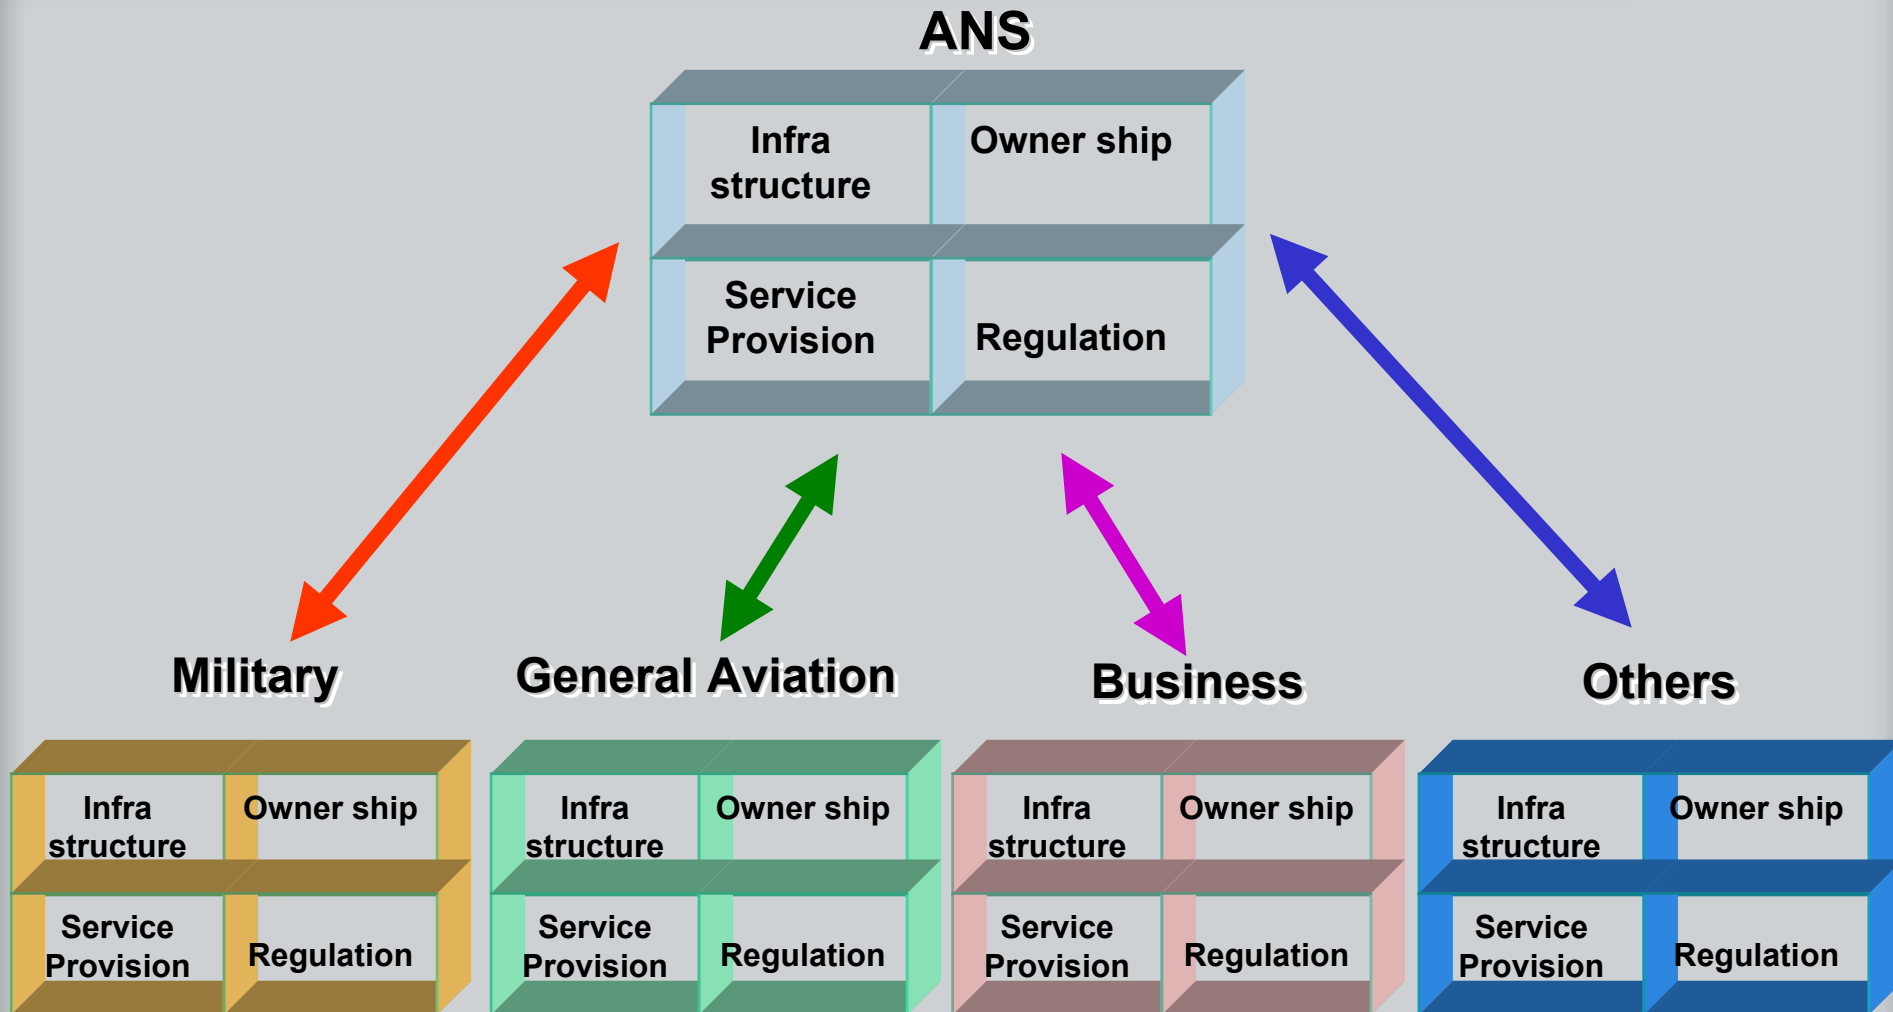 ANS
Infra
structure
Owner ship
Service
Provision
Regulation
Military
General Aviation
Business
Others
Infra
structure
Owner ship
Service
Provision
Regulation
Infra
structure
Owner ship
Service
Provision
Regulation
Infra
structure
Owner ship
Service
Provision
Regulation
Infra
structure
Owner ship
Service
Provision
Regulation